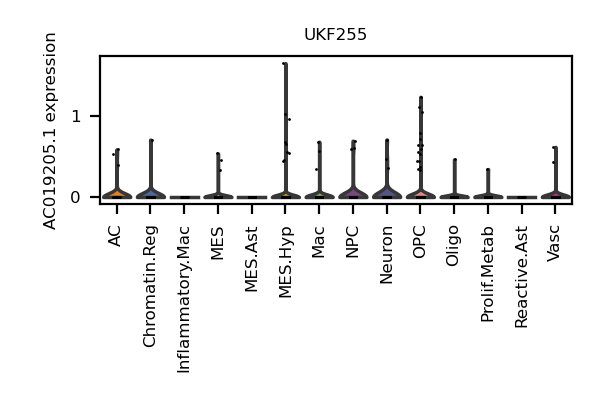 UKF255
AC019205.1 expression
1
0
AC
Chromatin.Reg
Inflammatory.Mac
MES
MES.Ast
MES.Hyp
Mac
NPC
Neuron
OPC
Oligo
Prolif.Metab
Reactive.Ast
Vasc